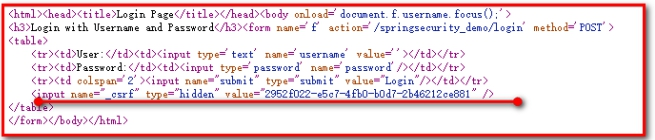 <html><head><title>Login Page</title></head><body onload='document.f.username.focus();'>
<h3>Login with Username and Password</h3><form name='f' action='/springsecurity_demo/login' method='POST'>
<table>
<tr><td>User:</td><td><input type='text' name='username' value=''></td></tr>
<tr><td>Password:</td><td><input type='password' name='password'/></td></tr>
<tr><td colspan='2'><input name="submit" type="submit" value="Login"/></td></tr>
<input name="_csrf" type="hidden" value="2952f022-e5c7-4fb0-b0d7-2b46212ce881" />
</table>
</form></body></html>